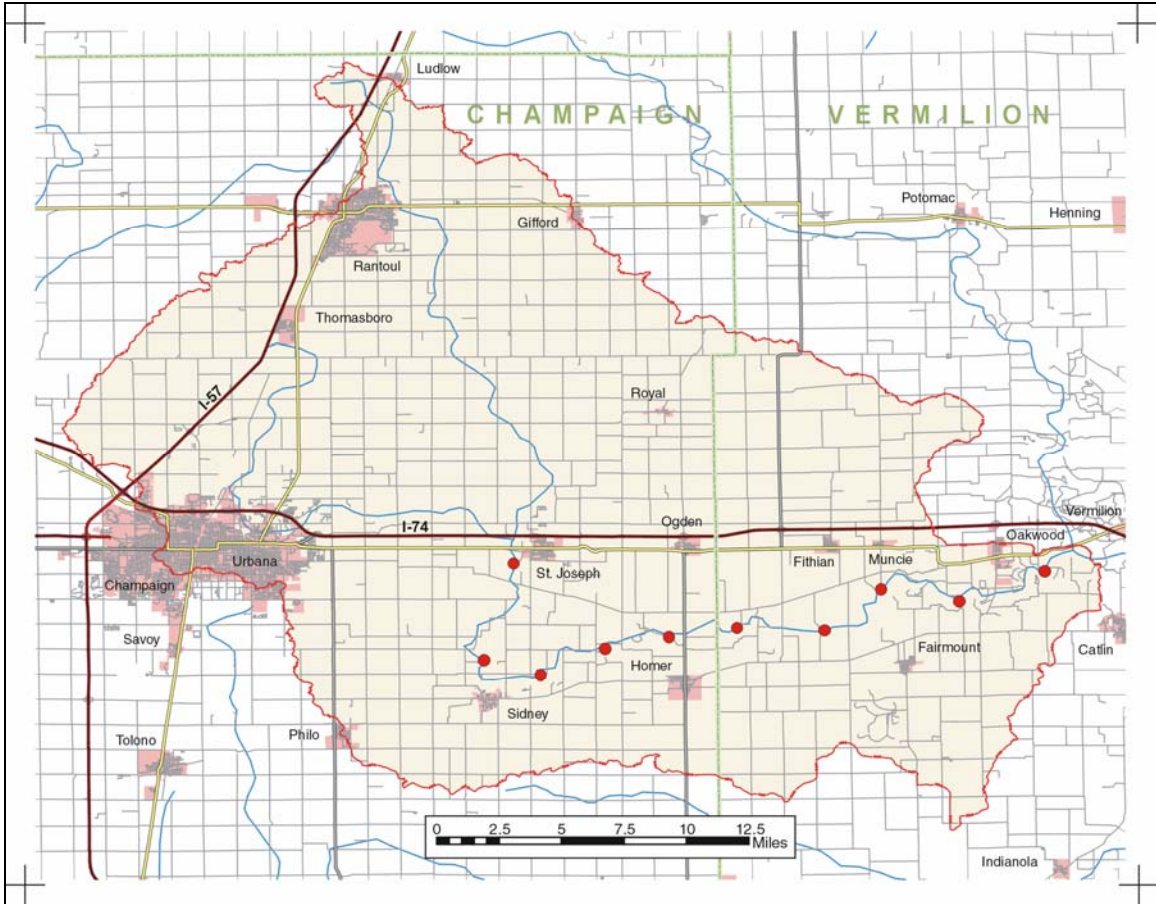 Ludlow
CHAMPAIGN
VERMILION
Potomac
Henning
Gifford
Rantoul
Thomasboro
I-57
Royal
I-74
Ogden
Vermilion
Oakwood
Urbana
St. Joseph
Fithian
Muncie
Champaign
Savoy
Homer
Fairmount
Catlin
Sidney
Philo
Tolono
0 2.5 5 7.5 10 12.5
Miles
Indianola